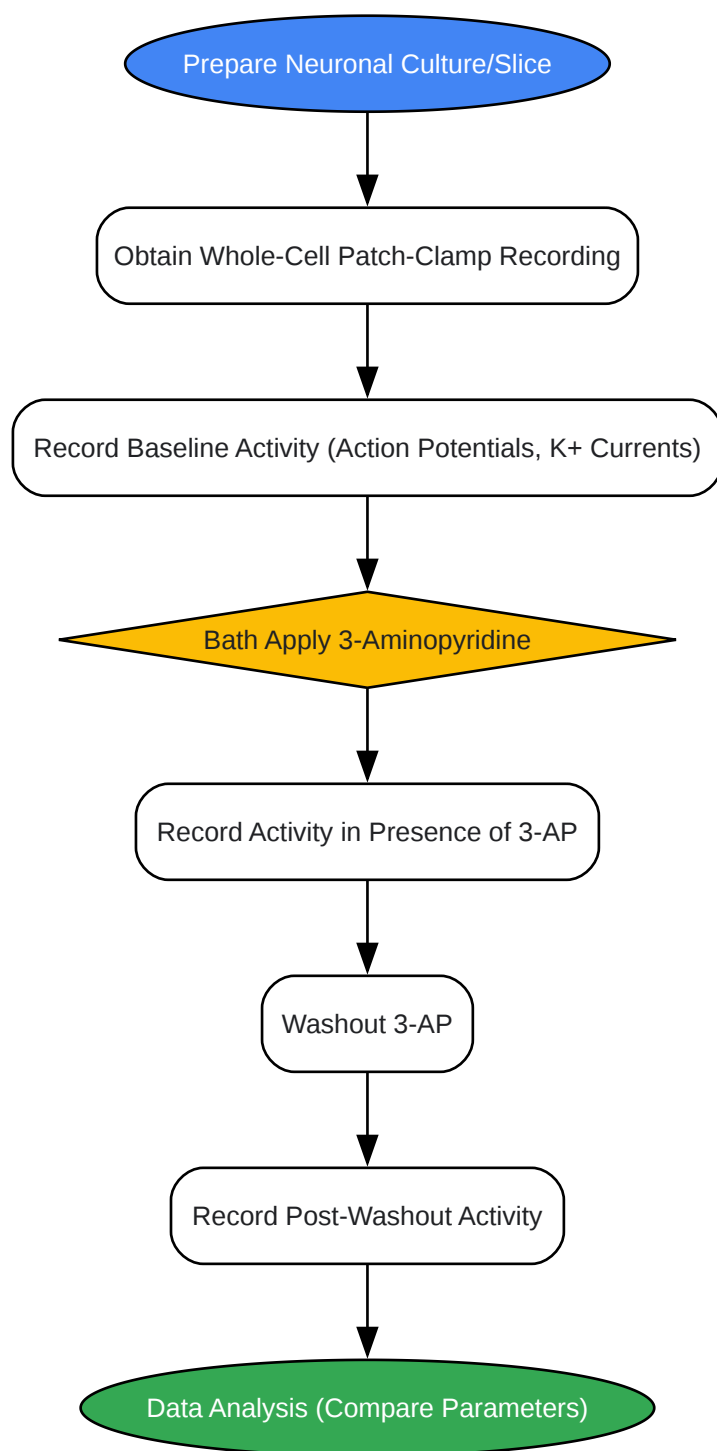 Prepare Neuronal Culture/Slice
Obtain Whole-Cell Patch-Clamp Recording
Record Baseline Activity (Action Potentials, K+ Currents)
Bath Apply 3-Aminopyridine
Record Activity in Presence of 3-AP
Washout 3-AP
Record Post-Washout Activity
Data Analysis (Compare Parameters)